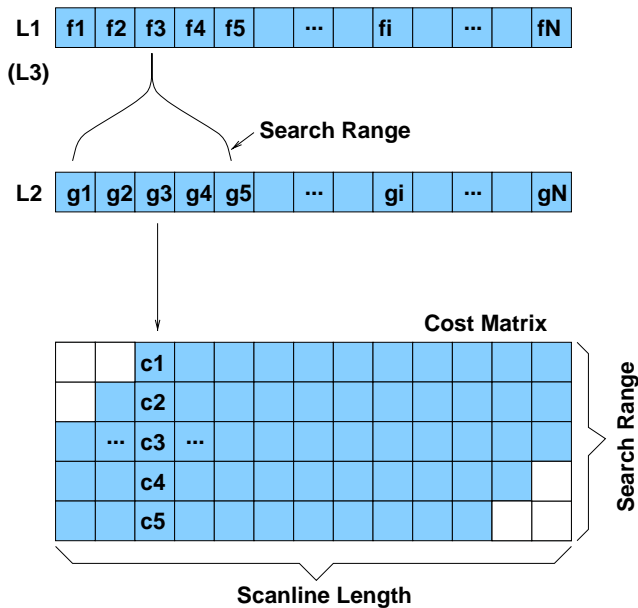 L1 f1 f2 f3 f4 f5 ... fi ... fN
(L3)
Search Range
L2 g1 g2 g3 g4 g5 ... gi ... gN
Cost Matrix
c1
c2
... c3 ...
c4
c5
Search Range
Scanline Length